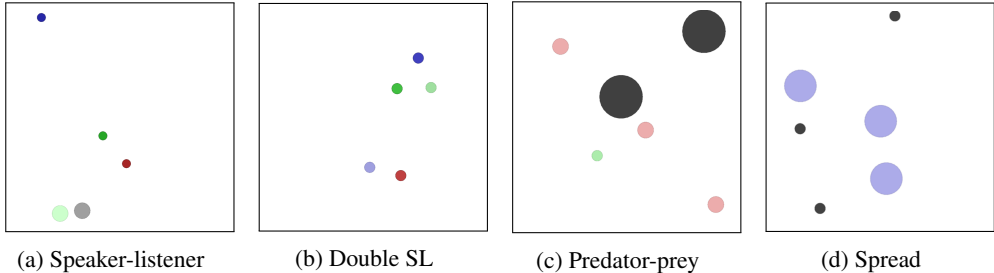 (a) Speaker-listener
(b) Double SL
(c) Predator-prey
(d) Spread